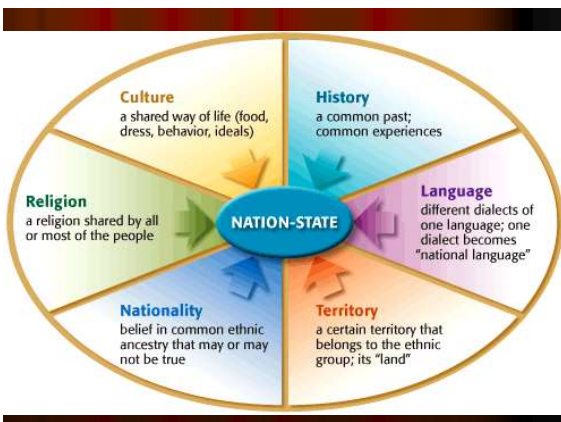 Culture
a shared way of life (food,
dress, behavior, ideals)
History
a common past;
common experiences
Religion
a religion shared by all
or most of the people
NATION-STATE
Language
different dialects of
one language; one
dialect becomes
“national language”
Nationality
belief in common ethnic
ancestry that may or may
not be true
Territory
a certain territory that
belongs to the ethnic
group; its “land”